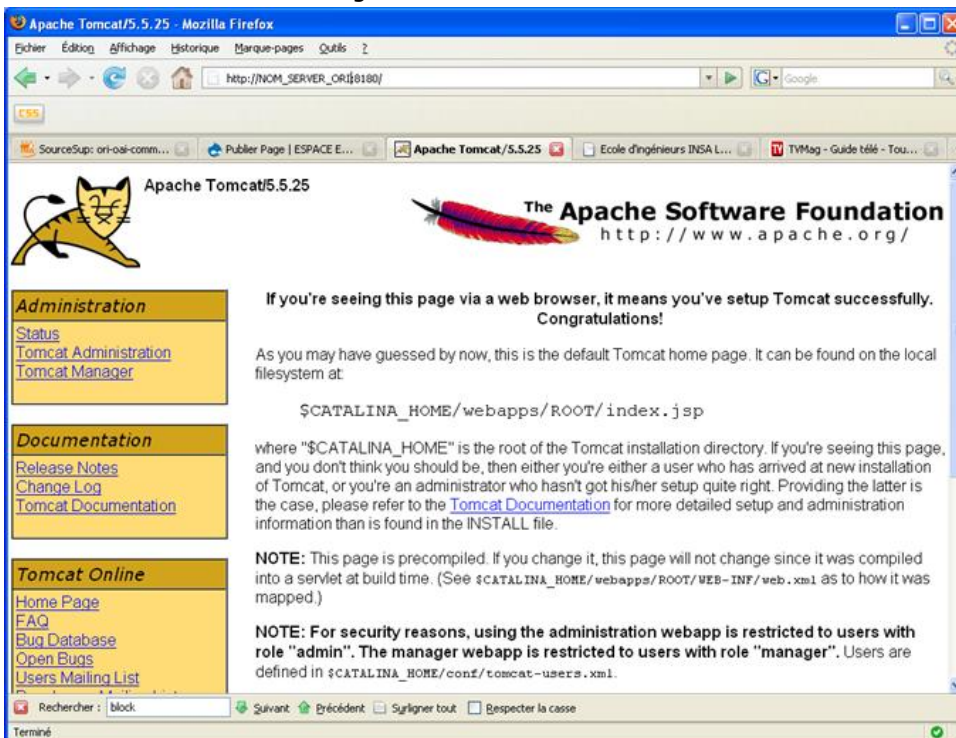 Apache Tomcat/5.5.25 - Mozilla Firefox
Fichier Édition Affichage Historique Marque-pages Outils ?
http://NOM_SERVER_ORI:8180/
Google
CSS
SourceSup: ori-oai-comm... Publier Page | ESPACE E... Apache Tomcat/5.5.25 Ecole d'ingénieurs INSA L... TVMag - Guide télé - Tou...
Apache Tomcat/5.5.25
The Apache Software Foundation
http://www.apache.org/
Administration
Status
Tomcat Administration
Tomcat Manager
Documentation
Release Notes
Change Log
Tomcat Documentation
Tomcat Online
Home Page
FAQ
Bug Database
Open Bugs
Users Mailing List
If you're seeing this page via a web browser, it means you've setup Tomcat successfully.
Congratulations!
As you may have guessed by now, this is the default Tomcat home page. It can be found on the local
filesystem at:
$CATALINA_HOME/webapps/ROOT/index.jsp
where "$CATALINA_HOME" is the root of the Tomcat installation directory. If you're seeing this page,
and you don't think you should be, then either you're either a user who has arrived at new installation
of Tomcat, or you're an administrator who hasn't got his/her setup quite right. Providing the latter is
the case, please refer to the Tomcat Documentation for more detailed setup and administration
information than is found in the INSTALL file.
NOTE: This page is precompiled. If you change it, this page will not change since it was compiled
into a servlet at build time. (See $CATALINA_HOME/webapps/ROOT/WEB-INF/web.xml as to how it was
mapped.)
NOTE: For security reasons, using the administration webapp is restricted to users with
role "admin". The manager webapp is restricted to users with role "manager". Users are
defined in $CATALINA_HOME/conf/tomcat-users.xml.
Rechercher : block Suivant Précédent Surligner tout Respecter la casse
Terminé